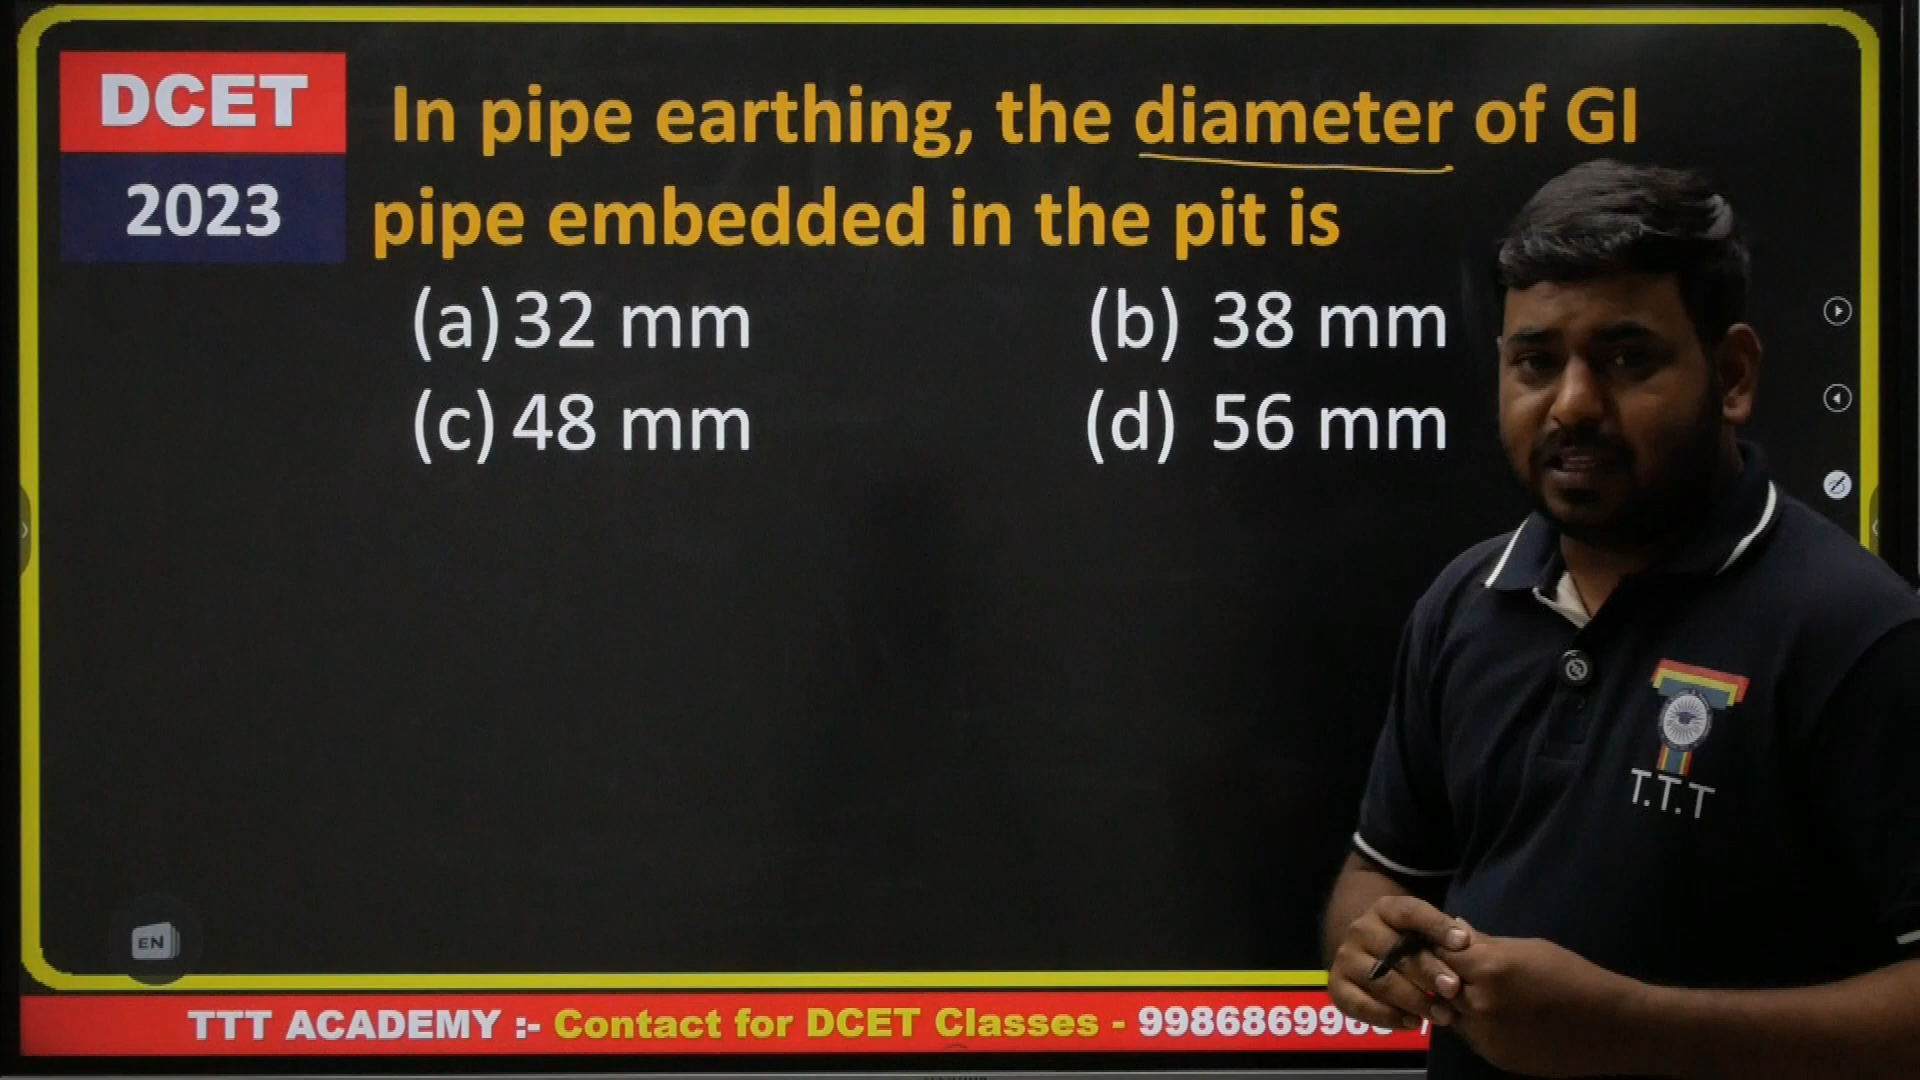 DCET
2023
In pipe earthing, the diameter of GI
pipe embedded in the pit is
(a) 32 mm
(b) 38 mm
(c) 48 mm
(d) 56 mm
T.T.T
EN
TTT ACADEMY :- Contact for DCET Classes -